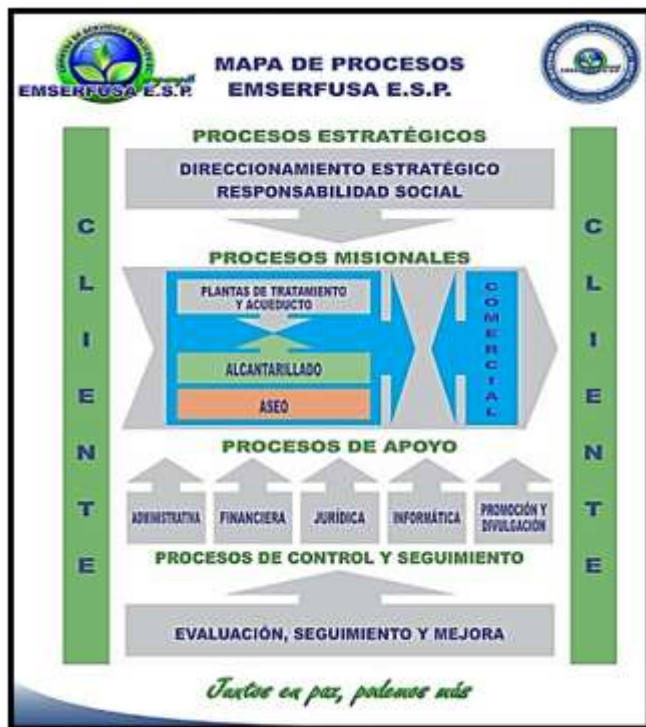 MAPA DE PROCESOS
EMSERFUSA E.S.P.
EMSERFUSA E.S.P.
PROCESOS ESTRATÉGICOS
DIRECCIONAMIENTO ESTRATÉGICO
RESPONSABILIDAD SOCIAL
CLIENTE
PROCESOS MISIONALES
PLANTAS DE TRATAMIENTO
Y ACUEDUCTO
ALCANTARILLADO
ASEO
COMERCIAL
CLIENTE
PROCESOS DE APOYO
ADMINISTRATIVA
FINANCIERA
JURÍDICA
INFORMÁTICA
PROMOCIÓN Y
DIVULGACIÓN
PROCESOS DE CONTROL Y SEGUIMIENTO
EVALUACIÓN, SEGUIMIENTO Y MEJORA
Juntos en paz, podemos más